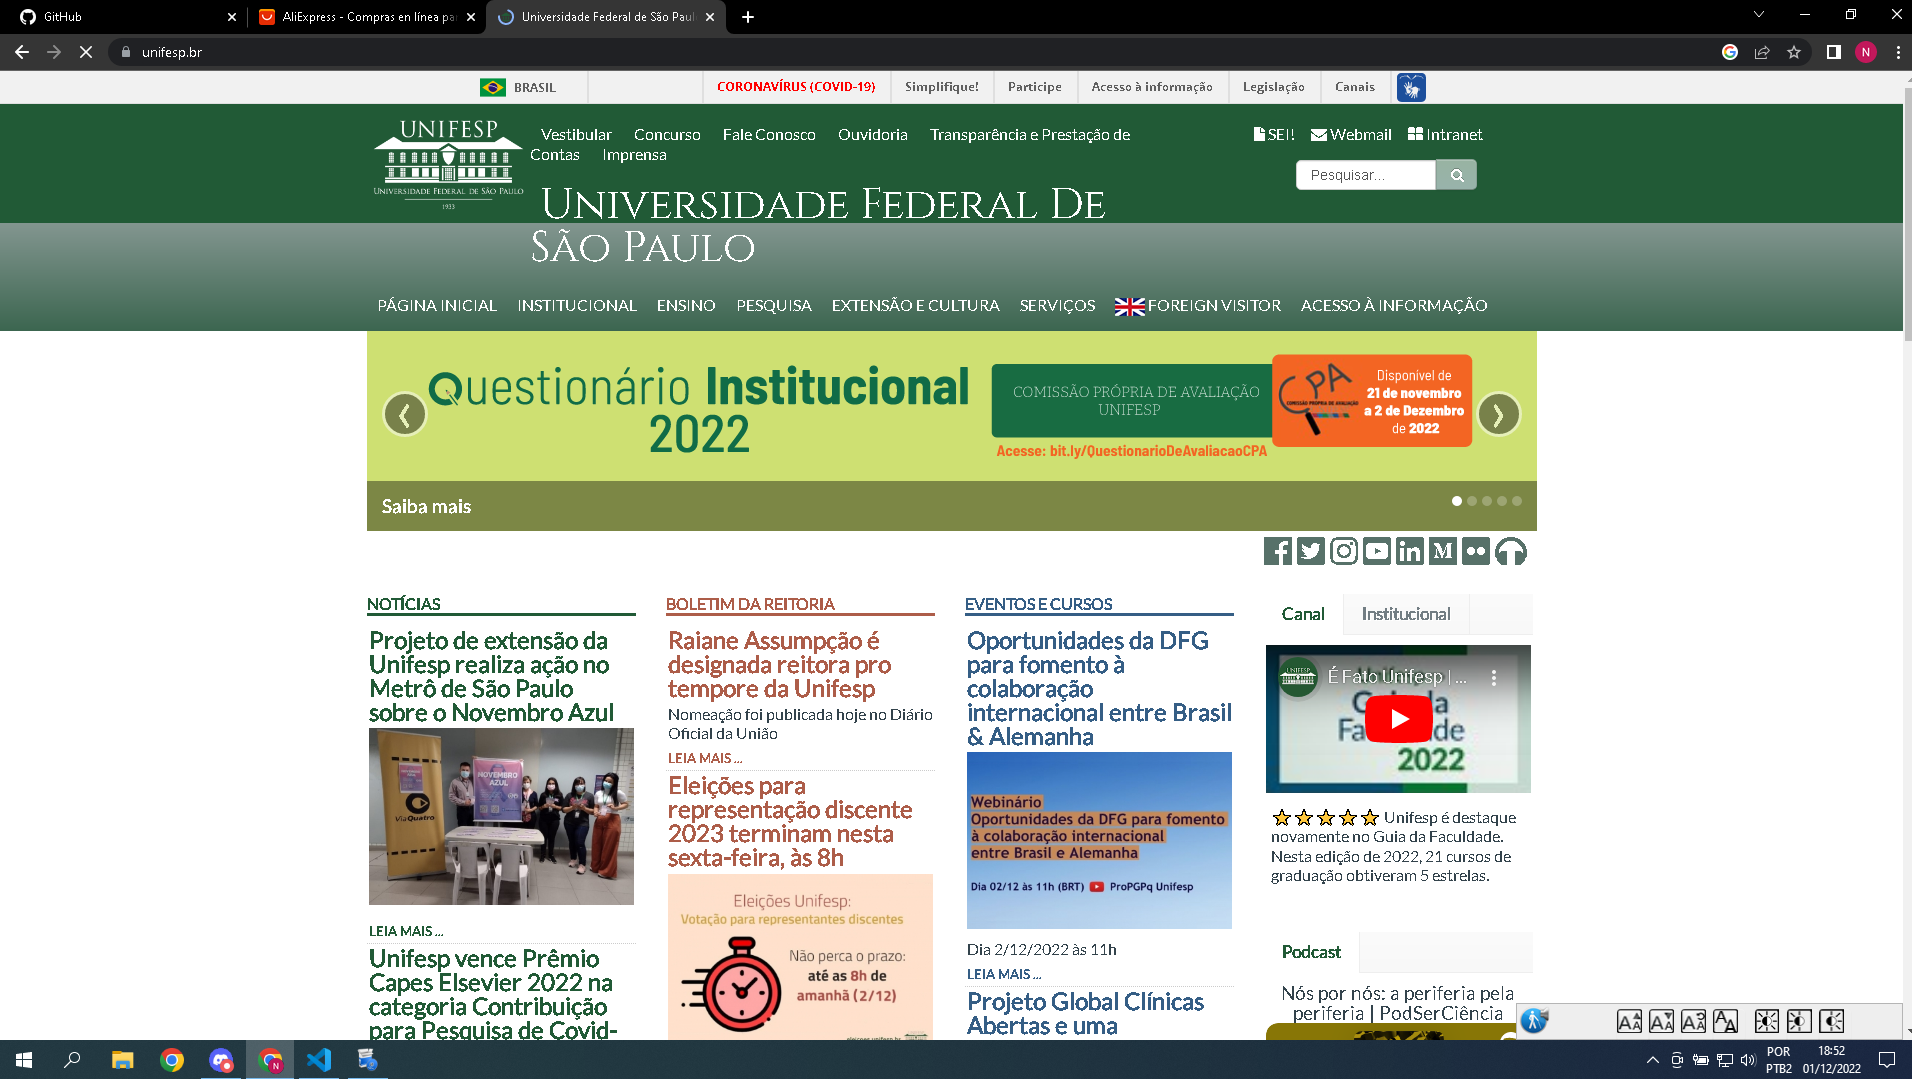 GitHub
AliExpress - Compras en línea par
Universidade Federal de São Paul
unifesp.br
N
BRASIL
CORONAVÍRUS (COVID-19)
Simplifique!
Participe
Acesso à informação
Legislação
Canais
UNIFESP
UNIVERSIDADE FEDERAL DE SÃO PAULO
1933
Vestibular Concurso Fale Conosco Ouvidoria Transparência e Prestação de
Contas Imprensa
SEI! Webmail Intranet
Pesquisar...
UNIVERSIDADE FEDERAL DE
SÃO PAULO
PÁGINA INICIAL INSTITUCIONAL ENSINO PESQUISA EXTENSÃO E CULTURA SERVIÇOS FOREIGN VISITOR ACESSO À INFORMAÇÃO
Questionário Institucional
2022
COMISSÃO PRÓPRIA DE AVALIAÇÃO
UNIFESP
Acesse: bit.ly/QuestionarioDeAvaliacaoCPA
CPA
COMISSÃO PRÓPRIA DE AVALIAÇÃO
Disponível de
21 de novembro
a 2 de Dezembro
de 2022
Saiba mais
NOTÍCIAS
Projeto de extensão da
Unifesp realiza ação no
Metrô de São Paulo
sobre o Novembro Azul
ViaQuatro
NOVEMBRO
AZUL
LEIA MAIS ...
Unifesp vence Prêmio
Capes Elsevier 2022 na
categoria Contribuição
para Pesquisa de Covid-
BOLETIM DA REITORIA
Raiane Assumpção é
designada reitora pro
tempore da Unifesp
Nomeação foi publicada hoje no Diário
Oficial da União
LEIA MAIS ...
Eleições para
representação discente
2023 terminam nesta
sexta-feira, às 8h
Eleições Unifesp:
Votação para representantes discentes
Não perca o prazo:
até as 8h de
amanhã (2/12)
eleicoes.unifesp.br
EVENTOS E CURSOS
Oportunidades da DFG
para fomento à
colaboração
internacional entre Brasil
& Alemanha
Webinário
Oportunidades da DFG para fomento
à colaboração internacional
entre Brasil e Alemanha
Dia 02/12 às 11h (BRT) ProPGPq Unifesp
Dia 2/12/2022 às 11h
LEIA MAIS ...
Projeto Global Clínicas
Abertas e uma
Canal Institucional
É Fato Unifesp | ...
Guia da
Faculdade
2022
Unifesp é destaque
novamente no Guia da Faculdade.
Nesta edição de 2022, 21 cursos de
graduação obtiveram 5 estrelas.
Podcast
Nós por nós: a periferia pela
periferia | PodSerCiência
POR
PTB2
18:52
01/12/2022